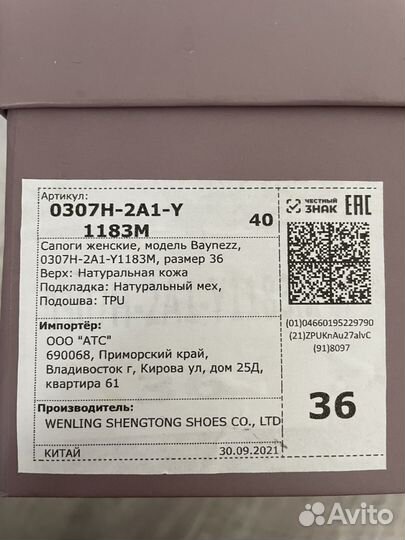 Артикул:
0307H-2A1-Y
1183M
40
ЧЕСТНЫЙ
ЗНАК
EAC
Сапоги женские, модель Baynezz,
0307H-2A1-Y1183M, размер 36
Верх: Натуральная кожа
Подкладка: Натуральный мех,
Подошва: TPU
(01)04660195229790
(21)ZPUKnAu27alvC
(91)8097
Импортёр:
ООО "АТС"
690068, Приморский край,
Владивосток г, Кирова ул, дом 25Д,
квартира 61
36
Производитель:
WENLING SHENGTONG SHOES CO., LTD
КИТАЙ
30.09.2021
Avito